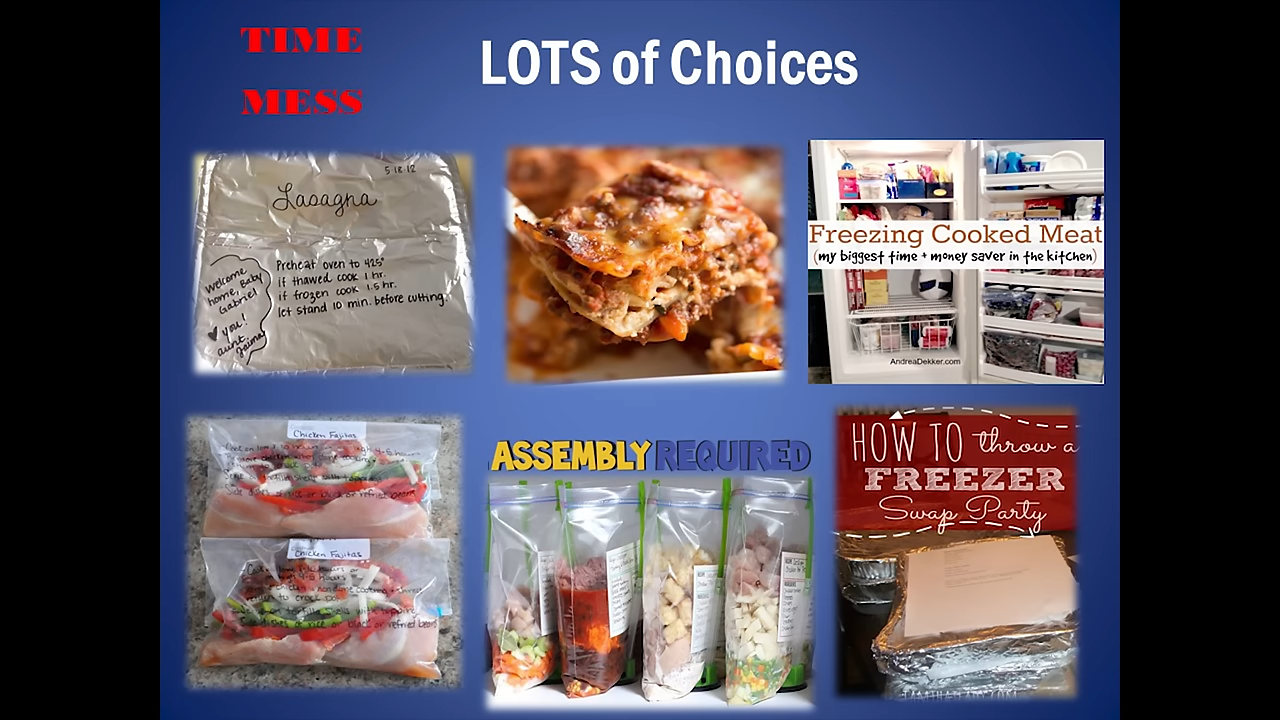 TIME
MESS
LOTS of Choices
5.18.12
Lasagna
Welcome
home, Baby
Gabriel
♥ you!
aunt
Jaima
Preheat oven to 425°
if thawed cook 1 hr.
if frozen cook 1.5 hr.
let stand 10 min. before cutting.
Freezing Cooked Meat
(my biggest time + money saver in the kitchen)
AndreaDekker.com
Chicken Fajitas
Chicken Fajitas
ASSEMBLY REQUIRED
HOW TO throw a
FREEZER
Swap Party